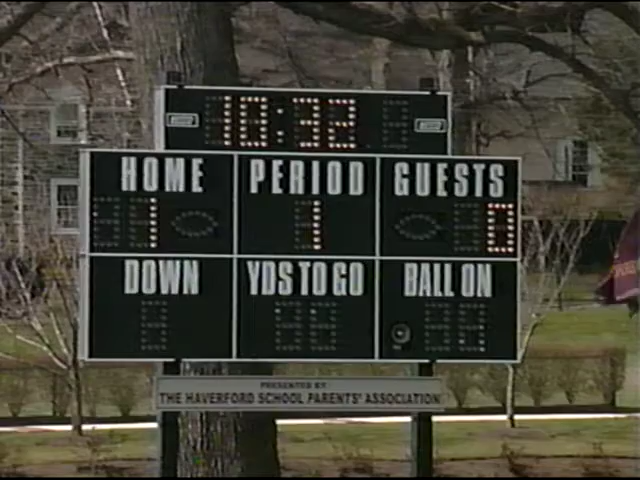 10:32
HOME PERIOD GUESTS
1 1 0
DOWN YDS TO GO BALL ON
PRESENTED BY:
THE HAVERFORD SCHOOL PARENTS' ASSOCIATION